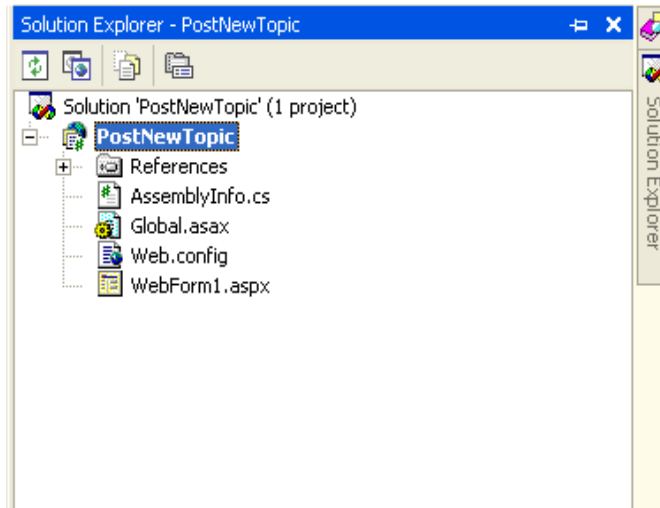 Solution Explorer - PostNewTopic
Solution 'PostNewTopic' (1 project)
PostNewTopic
References
AssemblyInfo.cs
Global.asax
Web.config
WebForm1.aspx
Solution Explorer